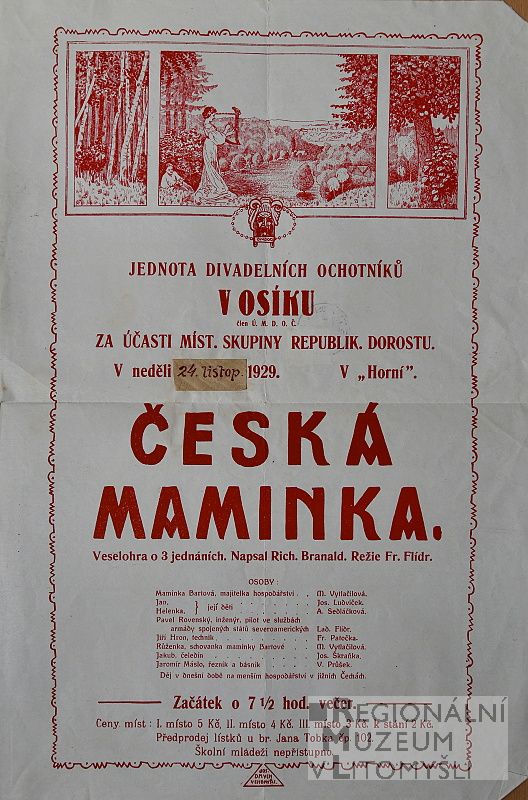 JEDNOTA DIVADELNÍCH OCHOTNÍKŮ
V OSÍKU
člen Ú. M. D. O. Č.
ZA ÚČASTI MÍST. SKUPINY REPUBLIK. DOROSTU.
V neděli 24. listop. 1929. V „Horní".
ČESKÁ
MAMINKA.
Veselohra o 3 jednáních. Napsal Rich. Branald. Režie Fr. Flídr.
OSOBY:
Maminka Bartová, majitelka hospodářství . . M. Vytlačilová.
Jan, } její děti . . . . . . . Jos. Ludvíček.
Helenka, A. Sedláčková.
Pavel Rovenský, inženýr, pilot ve službách
armády spojených států severoamerických Lad. Flídr.
Jiří Hron, technik . . . . . . . . Fr. Patočka.
Růženka, schovanka maminky Bartové . . M. Vytlačilová.
Jakub, čeledín . . . . . . . . Jos. Škraňka.
Jaromír Máslo, řezník a básník . . . . . V. Průšek.
Děj v dnešní době na menším hospodářství v jižních Čechách.
Začátek o 7½ hod. večer.
Ceny míst: I. místo 5 Kč, II. místo 4 Kč. III. místo 3 Kč. k stání 2 Kč.
Předprodej lístků u br. Jana Tobka čp. 102.
Školní mládeži nepřístupno.
REGIONÁLNÍ
MUZEUM
V LITOMYŠLI